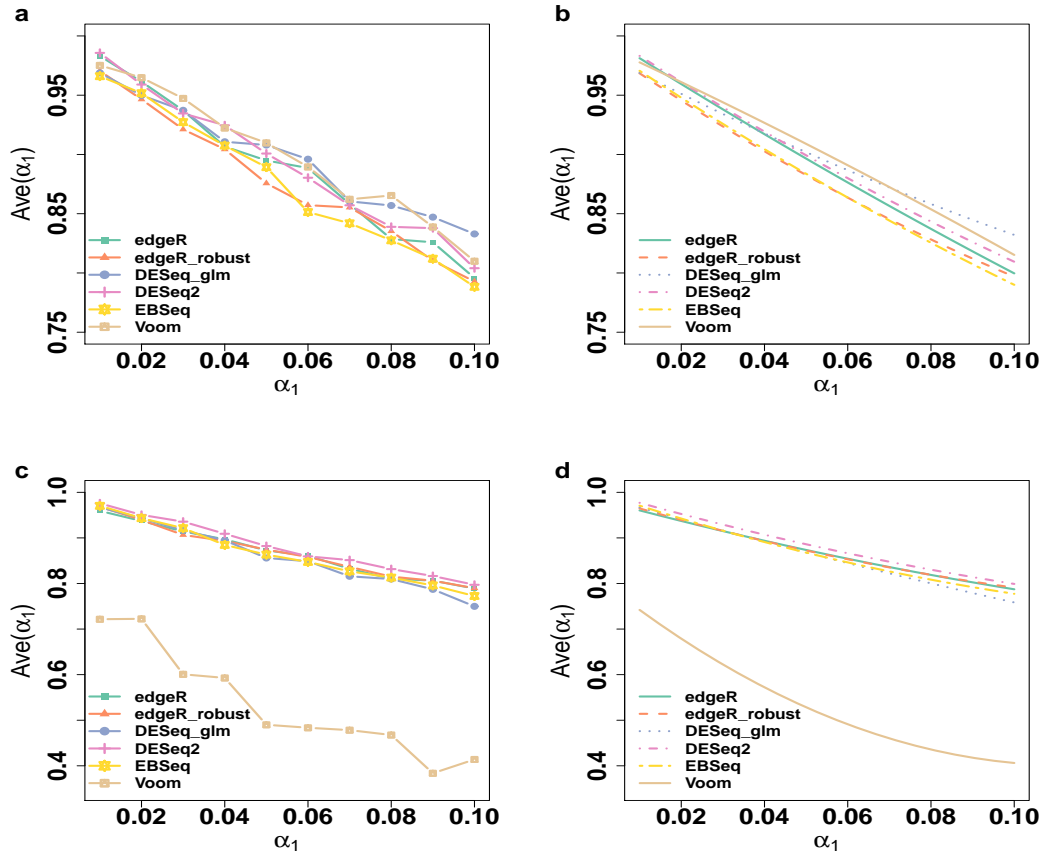 a
0.95
0.85
0.75
Ave(α1)
edgeR
edgeR_robust
DESeq_glm
DESeq2
EBSeq
Voom
0.02 0.04 0.06 0.08 0.10
α1
b
0.95
0.85
0.75
Ave(α1)
edgeR
edgeR_robust
DESeq_glm
DESeq2
EBSeq
Voom
0.02 0.04 0.06 0.08 0.10
α1
c
1.0
0.8
0.6
0.4
Ave(α1)
edgeR
edgeR_robust
DESeq_glm
DESeq2
EBSeq
Voom
0.02 0.04 0.06 0.08 0.10
α1
d
1.0
0.8
0.6
0.4
Ave(α1)
edgeR
edgeR_robust
DESeq_glm
DESeq2
EBSeq
Voom
0.02 0.04 0.06 0.08 0.10
α1